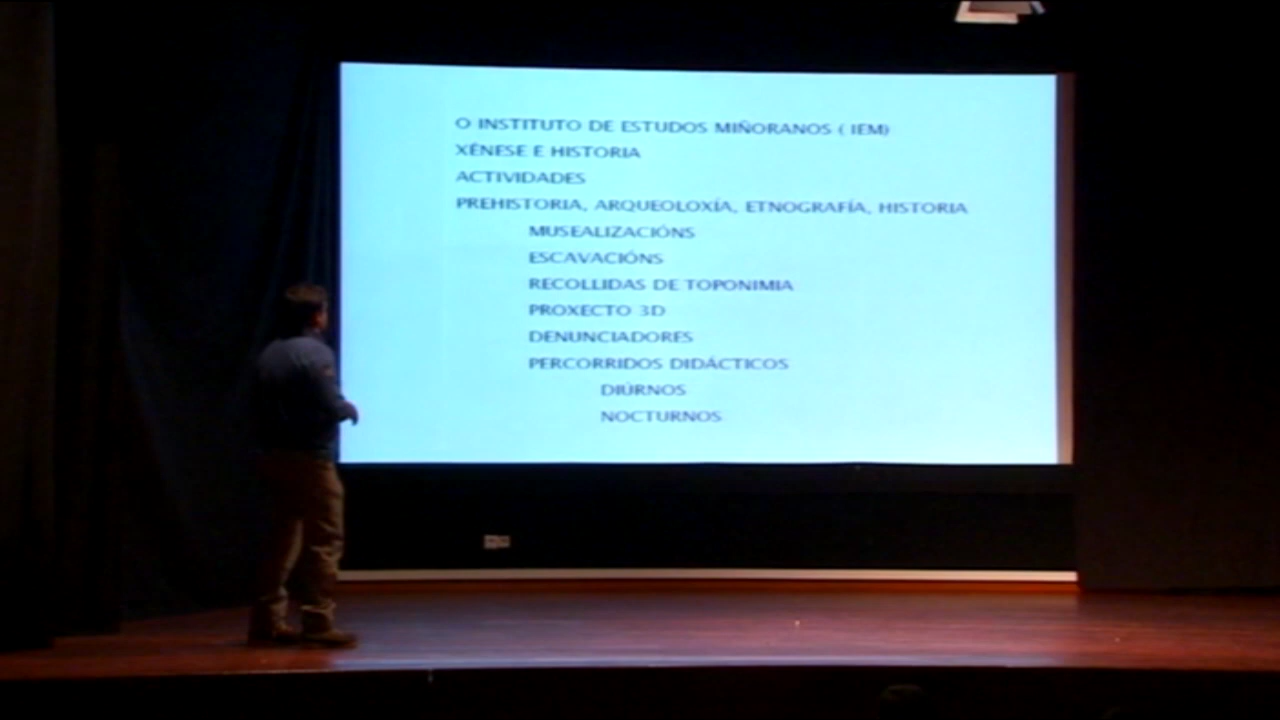 O INSTITUTO DE ESTUDOS MIÑORANOS ( IEM)
XÉNESE E HISTORIA
ACTIVIDADES
PREHISTORIA, ARQUEOLOXÍA, ETNOGRAFÍA, HISTORIA
MUSEALIZACIÓNS
ESCAVACIÓNS
RECOLLIDAS DE TOPONIMIA
PROXECTO 3D
DENUNCIADORES
PERCORRIDOS DIDÁCTICOS
DIÚRNOS
NOCTURNOS